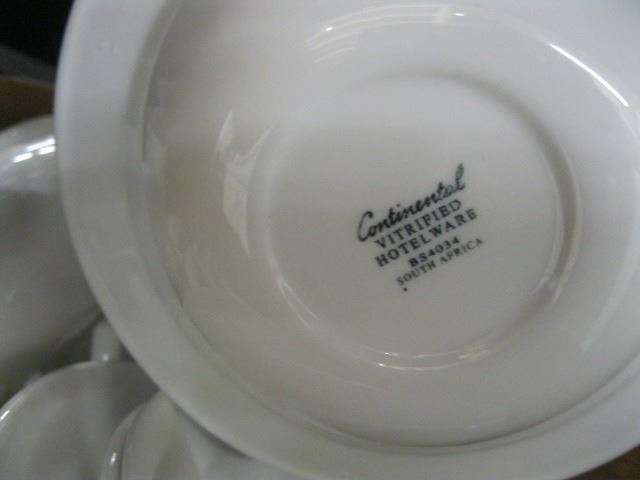 Continental
VITRIFIED
HOTELWARE
BS4034
SOUTH AFRICA